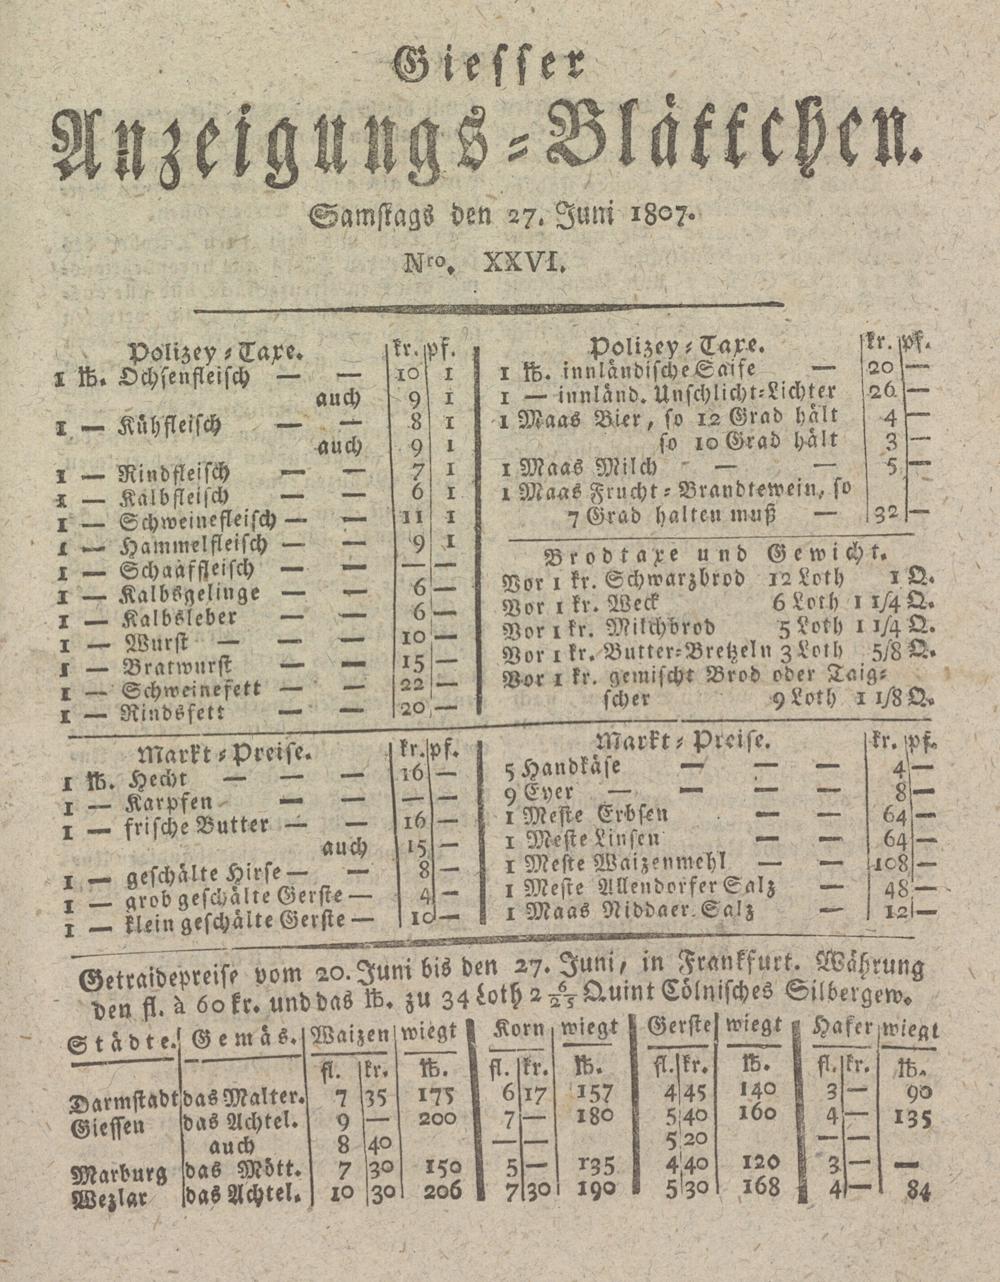 Giesser
Anzeigungs-Blättchen.
Samstags den 27. Juni 1807.
Nro. XXVI.
Polizey-Taxe. kr. pf.
1 ℔. Ochsenfleisch — — 10 1
auch 9 1
1 — Kühfleisch — — 8 1
auch 9 1
1 — Rindfleisch — — 7 1
1 — Kalbfleisch — — 6 1
1 — Schweinefleisch — — 11 1
1 — Hammelfleisch — — 9 1
1 — Schaaffleisch — — — —
1 — Kalbsgelinge — — 6 —
1 — Kalbsleber — — 6 —
1 — Wurst — — — 10 —
1 — Bratwurst — — 15 —
1 — Schweinefett — — 22 —
1 — Rindsfett — — 20 —
Polizey-Taxe. kr. pf.
1 ℔. innländische Saife — 20 —
1 — innländ. Unschlicht-Lichter 26 —
1 Maas Bier, so 12 Grad hält 4 —
so 10 Grad hält 3 —
1 Maas Milch — — 5 —
1 Maas Frucht-Brandtewein, so
7 Grad halten muß — 32 —
Brodtaxe und Gewicht.
Vor 1 kr. Schwarzbrod 12 Loth 1 Q.
Vor 1 kr. Weck 6 Loth 1 1/4 Q.
Vor 1 kr. Milchbrod 5 Loth 1 1/4 Q.
Vor 1 kr. Butter-Bretzeln 3 Loth 5/8 Q.
Vor 1 kr. gemischt Brod oder Taig-
scher 9 Loth 1 1/8 Q.
Markt-Preise. kr. pf.
1 ℔. Hecht — — — 16 —
1 — Karpfen — — — —
1 — frische Butter — — 16 —
auch 15 —
1 — geschälte Hirse — — 8 —
1 — grob geschälte Gerste — 4 —
1 — klein geschälte Gerste — 10 —
Markt-Preise. kr. pf.
5 Handkäse — — — 4 —
9 Eyer — — — — 8 —
1 Meste Erbsen — — 64 —
1 Meste Linsen — — 64 —
1 Meste Waizenmehl — — 108 —
1 Meste Allendorfer Salz — 48 —
1 Maas Niddaer Salz — 12 —
Getraidepreise vom 20. Juni bis den 27. Juni, in Frankfurt. Währung
den fl. à 60 kr. und das ℔. zu 34 Loth 2 6/25 Quint Cölnisches Silbergew.
Städte. Gemäs. Waizen wiegt Korn wiegt Gerste wiegt Hafer wiegt
fl. kr. ℔. fl. kr. ℔. fl. kr. ℔. fl. kr. ℔.
Darmstadt das Malter. 7 35 175 6 17 157 4 45 140 3 — 90
Giessen das Achtel. 9 — 200 7 — 180 5 40 160 4 — 135
auch 8 40 — — 5 20 — —
Marburg das Mött. 7 30 150 5 — 135 4 40 120 3 — —
Wezlar das Achtel. 10 30 206 7 30 190 5 30 168 4 — 84